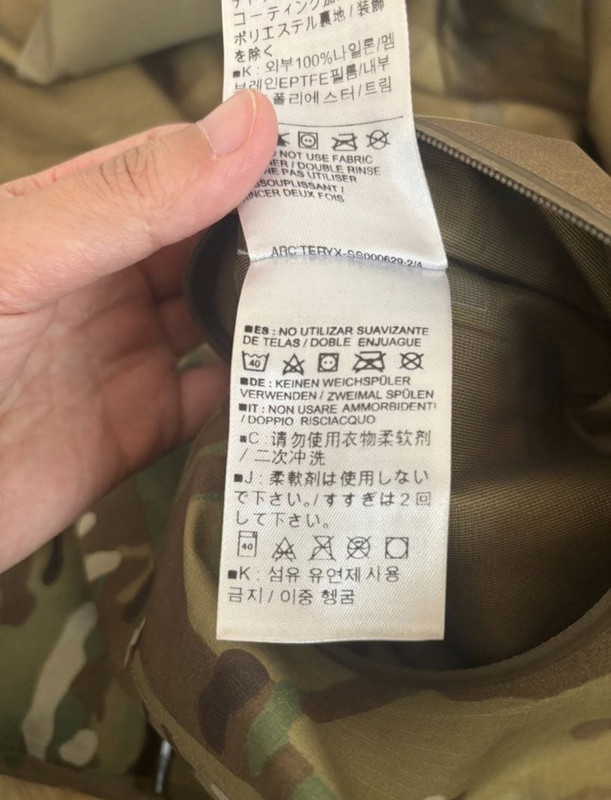 コーティング加
ポリエステル裏地/装飾
を除く
■K: 외부100%나일론/멤
브레인EPTFE필름/내부
폴리에스터/트림
NOT USE FABRIC
/ DOUBLE RINSE
NE PAS UTILISER
/
DEUX FOIS
ARC'TERYX-SS000629-2/4
■ES: NO UTILIZAR SUAVIZANTE
DE TELAS / DOBLE ENJUAGUE
40
■DE: KEINEN WEICHSPÜLER
VERWENDEN / ZWEIMAL SPÜLEN
■IT: NON USARE AMMORBIDENTI
/ DOPPIO RISCIACQUO
■C: 请勿使用衣物柔软剂
/ 二次冲洗
■J: 柔軟剤は使用しない
で下さい。/すすぎは2回
して下さい。
40
■K: 섬유 유연제 사용
금지 / 이중 헹굼